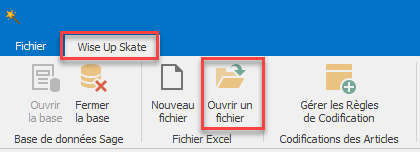 Fichier Wise Up Skate
Ouvrir la base
Fermer la base
Nouveau fichier
Ouvrir un fichier
Gérer les Règles de Codification
Base de données Sage
Fichier Excel
Codifications des Articles